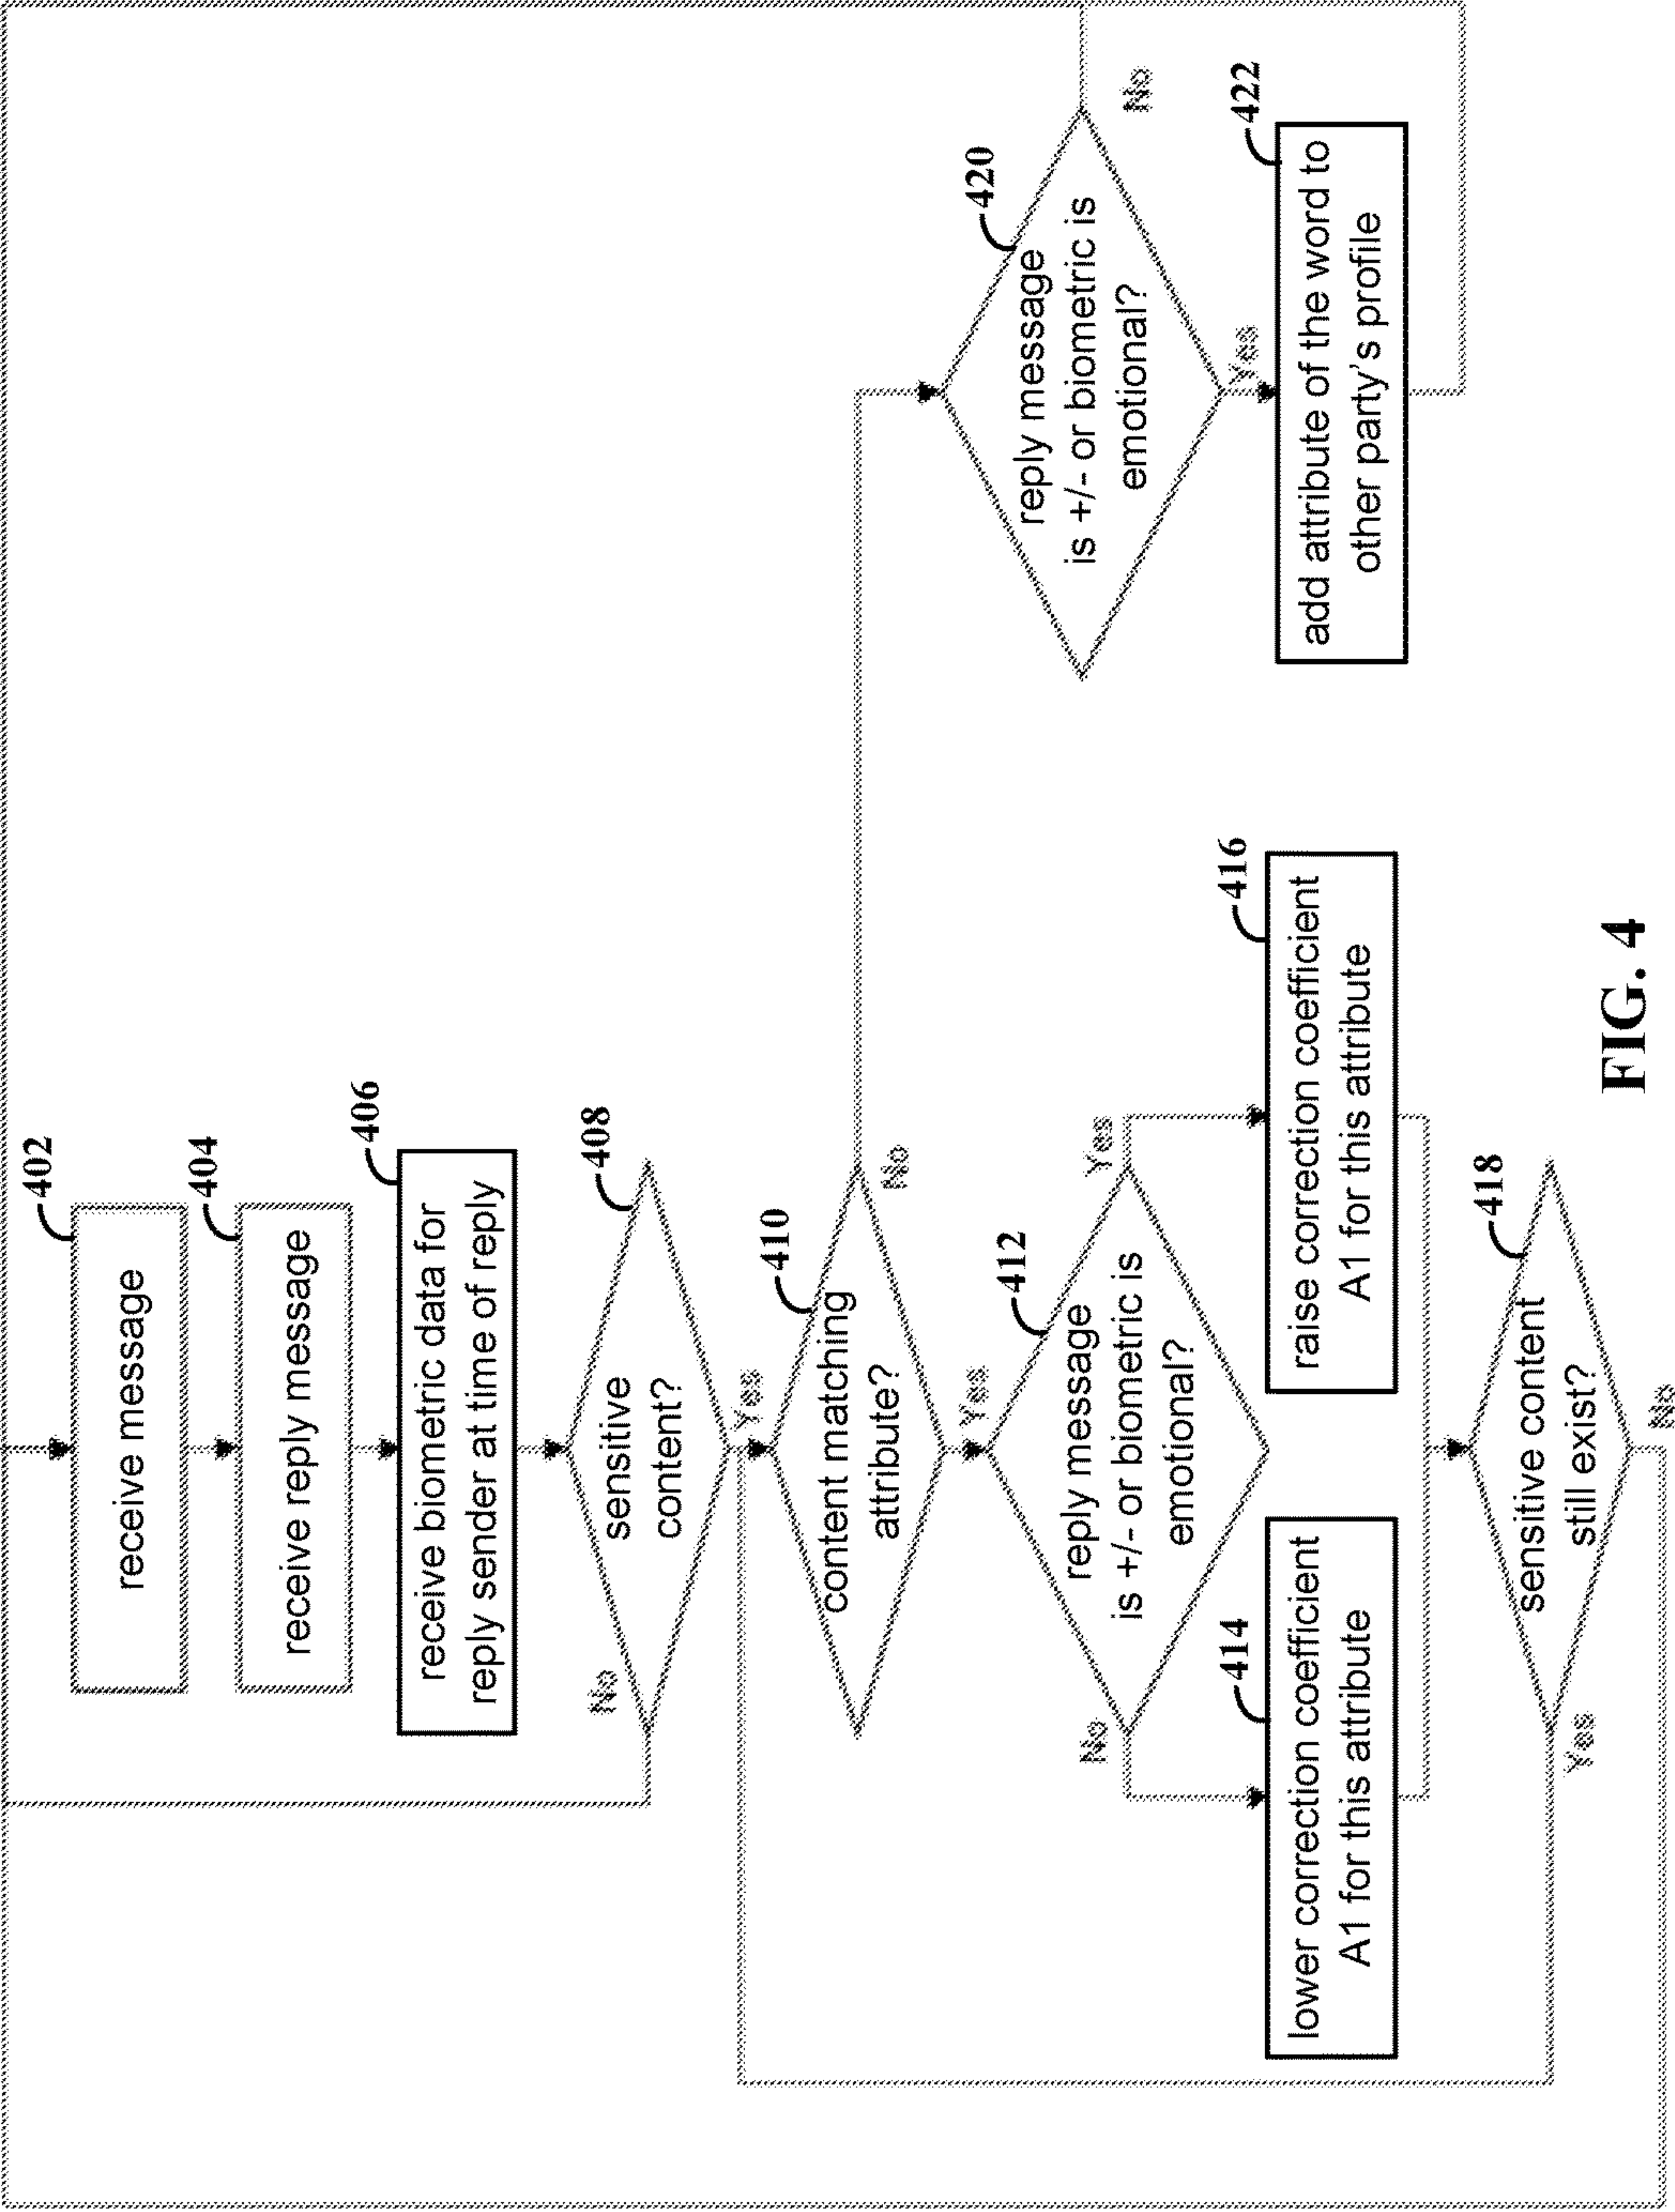 402
receive message
404
receive reply message
406
receive biometric data for
reply sender at time of reply
408
sensitive
content?
No
Yes
410
content matching
attribute?
No
Yes
412
reply message
is +/- or biometric is
emotional?
No
Yes
414
lower correction coefficient
A1 for this attribute
416
raise correction coefficient
A1 for this attribute
418
sensitive content
still exist?
Yes
No
420
reply message
is +/- or biometric is
emotional?
No
Yes
422
add attribute of the word to
other party's profile
FIG. 4